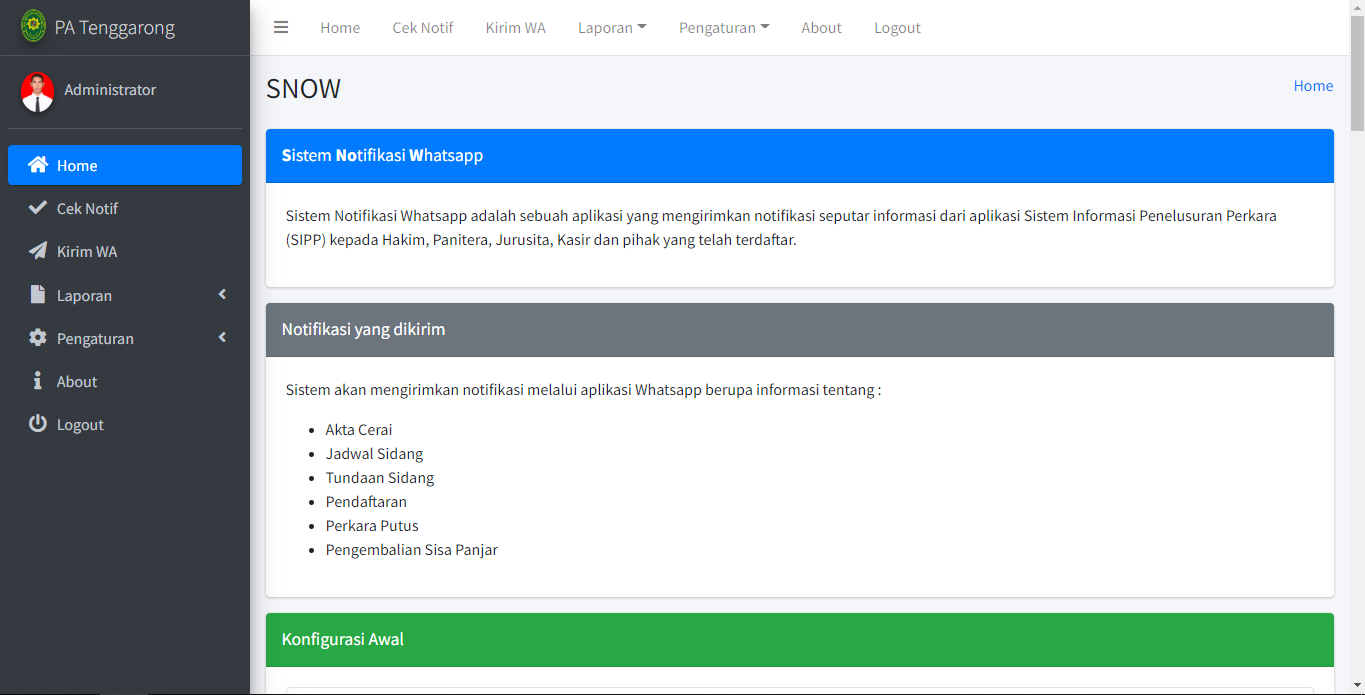 PA Tenggarong
Home Cek Notif Kirim WA Laporan Pengaturan About Logout
Administrator
Home
Cek Notif
Kirim WA
Laporan
Pengaturan
About
Logout
SNOW
Home
Sistem Notifikasi Whatsapp
Sistem Notifikasi Whatsapp adalah sebuah aplikasi yang mengirimkan notifikasi seputar informasi dari aplikasi Sistem Informasi Penelusuran Perkara
(SIPP) kepada Hakim, Panitera, Jurusita, Kasir dan pihak yang telah terdaftar.
Notifikasi yang dikirim
Sistem akan mengirimkan notifikasi melalui aplikasi Whatsapp berupa informasi tentang :
• Akta Cerai
• Jadwal Sidang
• Tundaan Sidang
• Pendaftaran
• Perkara Putus
• Pengembalian Sisa Panjar
Konfigurasi Awal